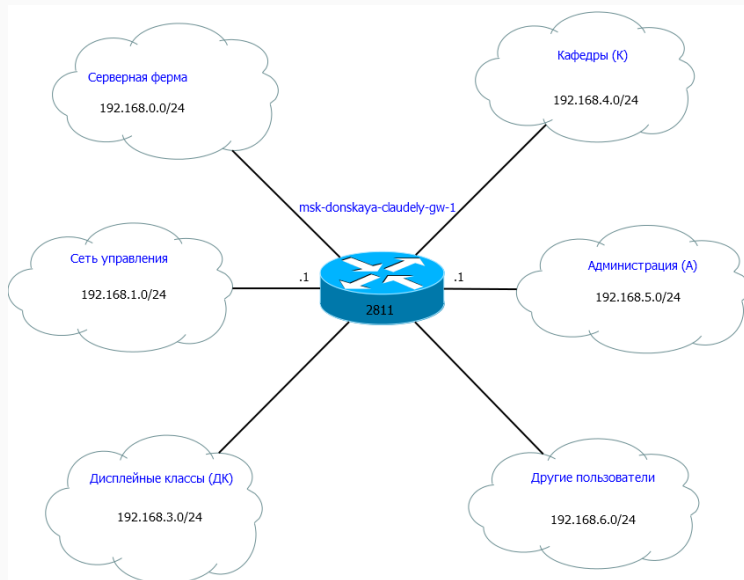 Серверная ферма
192.168.0.0/24
Кафедры (К)
192.168.4.0/24
msk-donskaya-claudely-gw-1
Сеть управления
192.168.1.0/24
.1
.1
2811
Администрация (А)
192.168.5.0/24
Дисплейные классы (ДК)
192.168.3.0/24
Другие пользователи
192.168.6.0/24